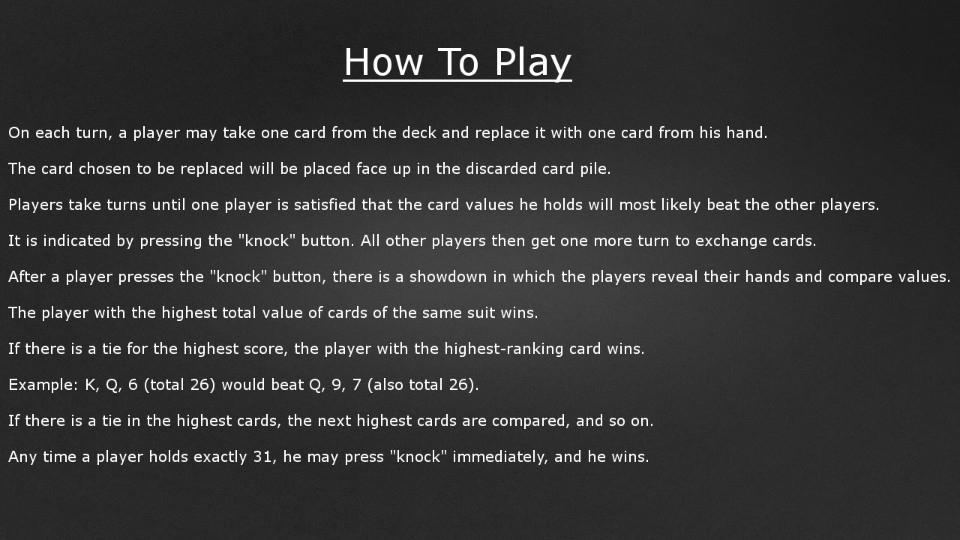 How To Play
On each turn, a player may take one card from the deck and replace it with one card from his hand.
The card chosen to be replaced will be placed face up in the discarded card pile.
Players take turns until one player is satisfied that the card values he holds will most likely beat the other players.
It is indicated by pressing the "knock" button. All other players then get one more turn to exchange cards.
After a player presses the "knock" button, there is a showdown in which the players reveal their hands and compare values.
The player with the highest total value of cards of the same suit wins.
If there is a tie for the highest score, the player with the highest-ranking card wins.
Example: K, Q, 6 (total 26) would beat Q, 9, 7 (also total 26).
If there is a tie in the highest cards, the next highest cards are compared, and so on.
Any time a player holds exactly 31, he may press "knock" immediately, and he wins.